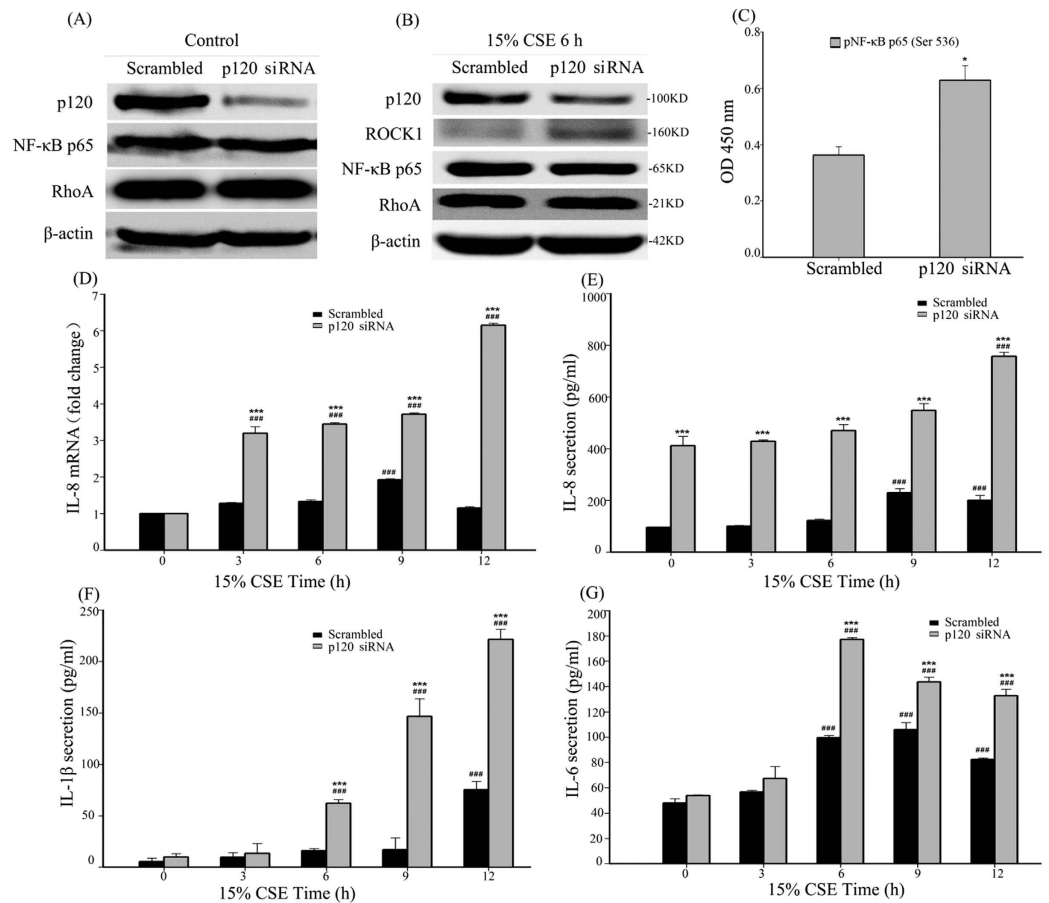 (A)
Control
Scrambled p120 siRNA
p120
NF-κB p65
RhoA
β-actin
(B)
15% CSE 6 h
Scrambled p120 siRNA
p120 -100KD
ROCK1 -160KD
NF-κB p65 -65KD
RhoA -21KD
β-actin -42KD
(C)
0.8
pNF-κB p65 (Ser 536)
*
0.6
0.4
0.2
0.0
OD 450 nm
Scrambled p120 siRNA
(D)
8
7
6
5
4
3
2
1
0
IL-8 mRNA (fold change)
Scrambled
p120 siRNA
***
###
***
###
###
***
###
***
###
0 3 6 9 12
15% CSE Time (h)
(E)
1000
800
600
400
200
0
IL-8 secretion (pg/ml)
Scrambled
p120 siRNA
***
***
***
###
***
###
***
###
0 3 6 9 12
15% CSE Time (h)
(F)
250
200
150
100
50
0
IL-1β secretion (pg/ml)
Scrambled
p120 siRNA
***
###
***
###
###
***
###
0 3 6 9 12
15% CSE Time (h)
(G)
200
180
160
140
120
100
80
60
40
20
0
IL-6 secretion (pg/ml)
Scrambled
p120 siRNA
###
***
###
###
***
###
###
***
###
0 3 6 9 12
15% CSE Time (h)